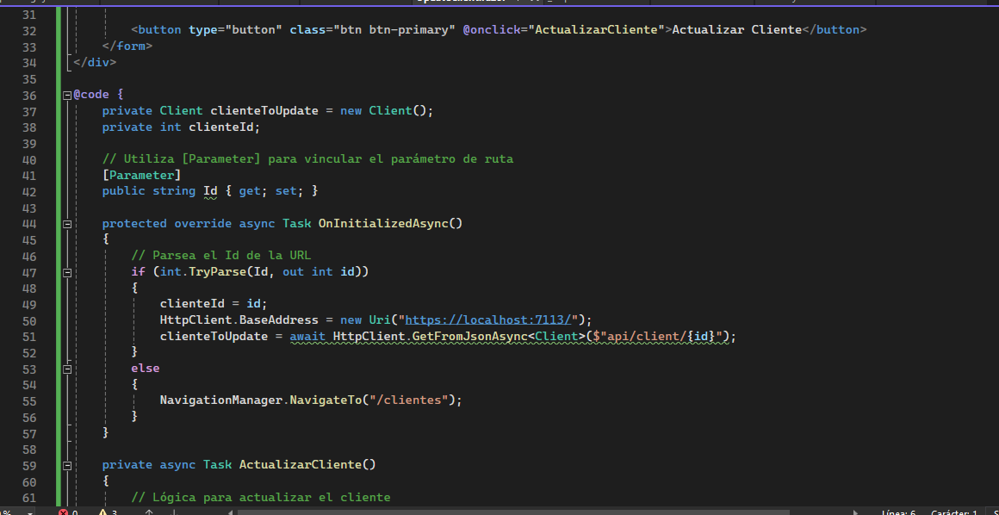 31
32 <button type="button" class="btn btn-primary" @onclick="ActualizarCliente">Actualizar Cliente</button>
33 </form>
34 </div>
35
36 @code {
37 private Client clienteToUpdate = new Client();
38 private int clienteId;
39
40 // Utiliza [Parameter] para vincular el parámetro de ruta
41 [Parameter]
42 public string Id { get; set; }
43
44 protected override async Task OnInitializedAsync()
45 {
46 // Parsea el Id de la URL
47 if (int.TryParse(Id, out int id))
48 {
49 clienteId = id;
50 HttpClient.BaseAddress = new Uri("https://localhost:7113/");
51 clienteToUpdate = await HttpClient.GetFromJsonAsync<Client>($"api/client/{id}");
52 }
53 else
54 {
55 NavigationManager.NavigateTo("/clientes");
56 }
57 }
58
59 private async Task ActualizarCliente()
60 {
61 // Lógica para actualizar el cliente
% 0 3 Línea: 6 Carácter: 1